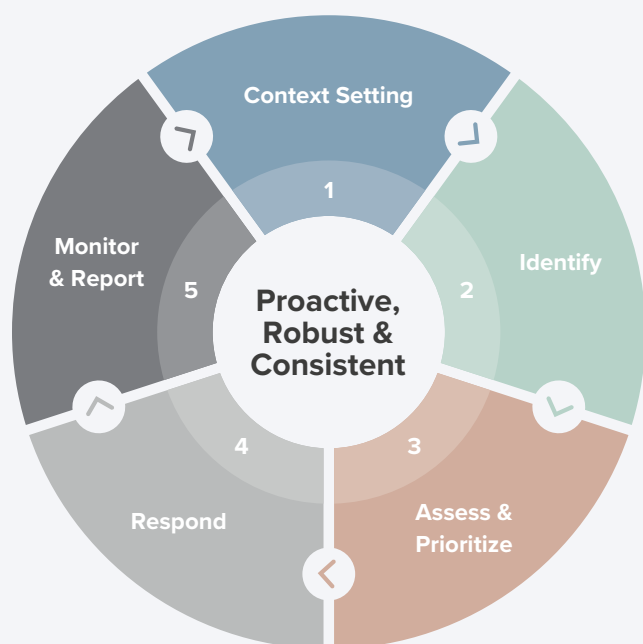 Context Setting
1
Identify
2
Assess &
Prioritize
3
Respond
4
Monitor
& Report
5
Proactive,
Robust &
Consistent